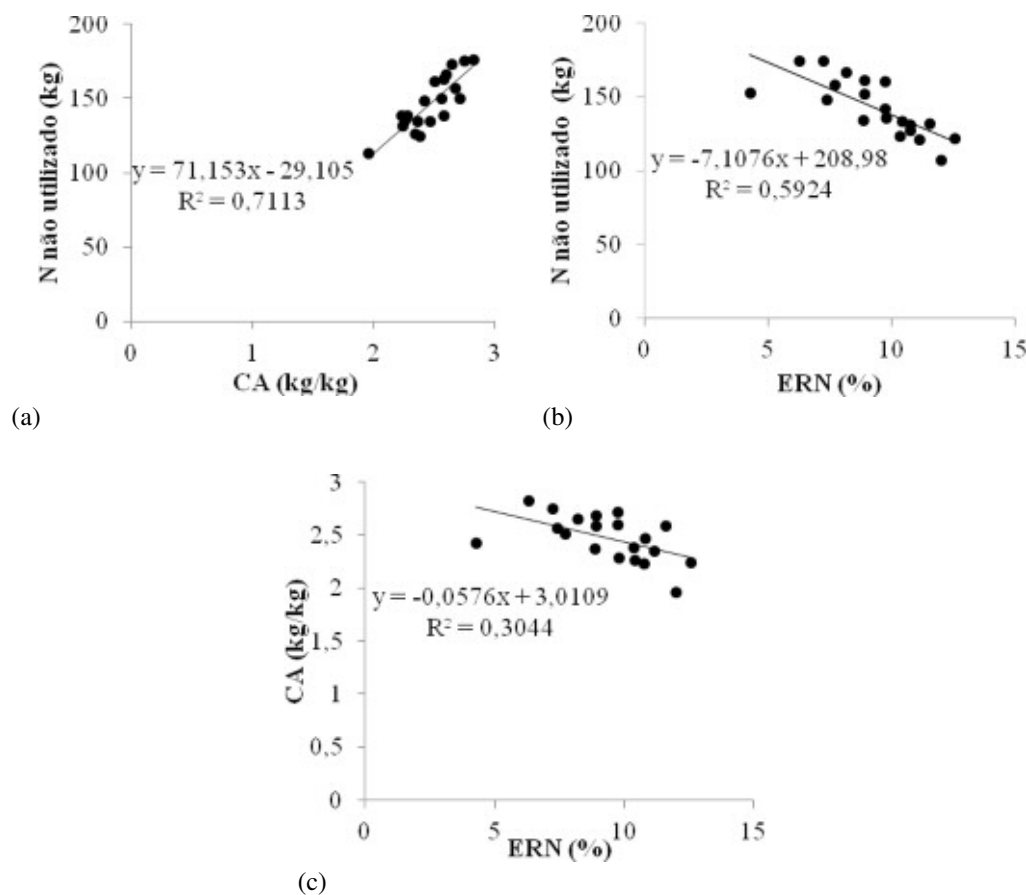 200
150
100
50
0
N não utilizado (kg)
y = 71,153x - 29,105
R² = 0,7113
0 1 2 3
CA (kg/kg)
(a)
200
150
100
50
0
N não utilizado (kg)
y = -7,1076x + 208,98
R² = 0,5924
0 5 10 15
ERN (%)
(b)
3
2,5
2
1,5
1
0,5
0
CA (kg/kg)
y = -0,0576x + 3,0109
R² = 0,3044
0 5 10 15
ERN (%)
(c)